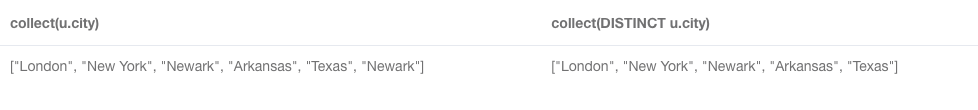 collect(u.city) collect(DISTINCT u.city)
["London", "New York", "Newark", "Arkansas", "Texas", "Newark"] ["London", "New York", "Newark", "Arkansas", "Texas"]